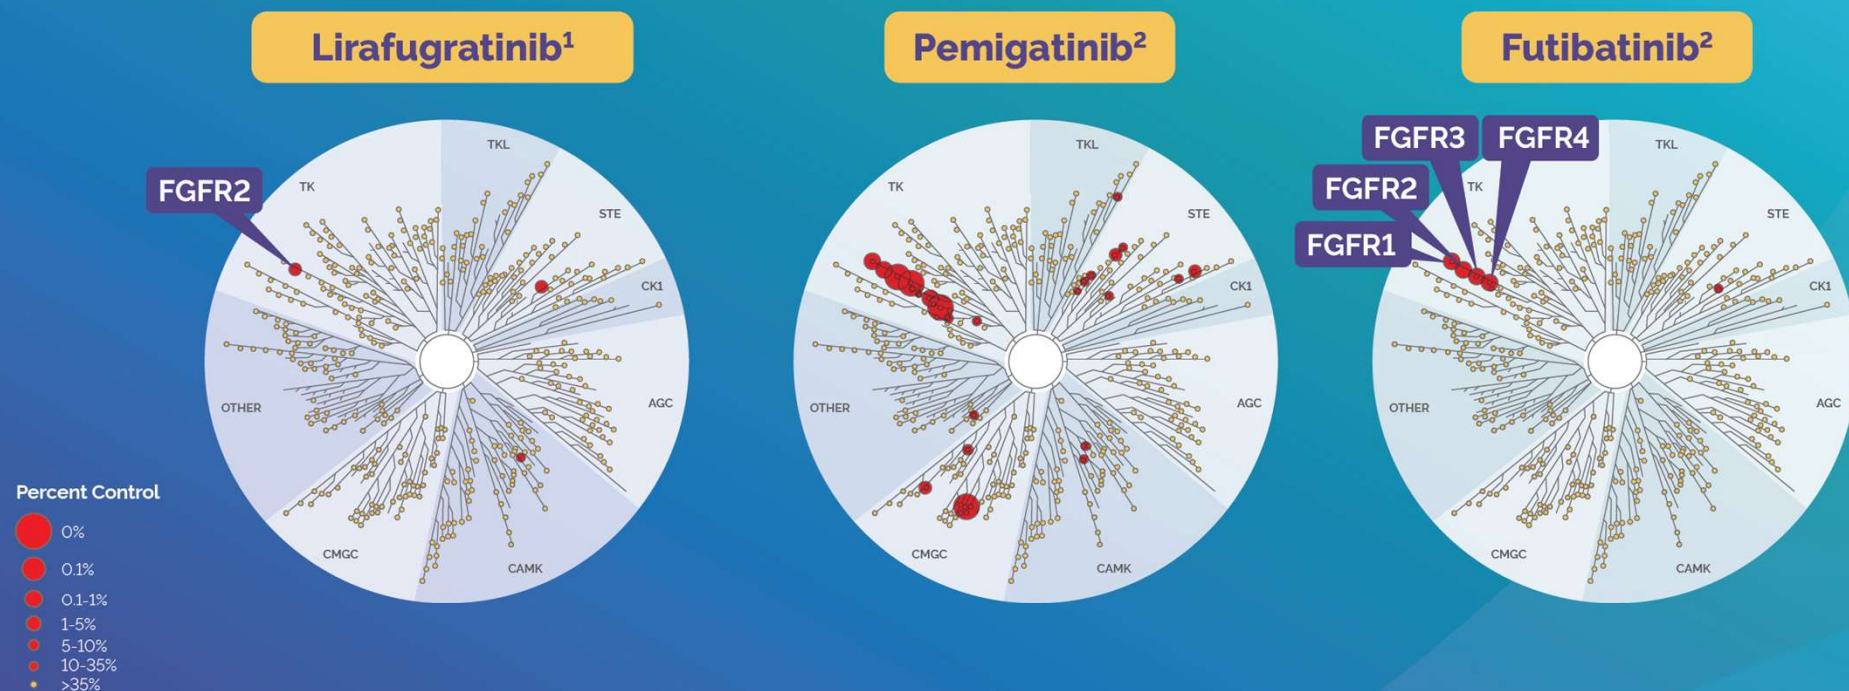 Lirafugratinib¹
Pemigatinib²
Futibatinib²
FGFR2
TK
TKL
STE
CK1
AGC
CAMK
CMGC
OTHER
TK
TKL
STE
CK1
AGC
CAMK
CMGC
OTHER
FGFR3
FGFR4
FGFR2
FGFR1
TK
TKL
STE
CK1
AGC
CAMK
CMGC
OTHER
Percent Control
0%
0.1%
0.1-1%
1-5%
5-10%
10-35%
>35%